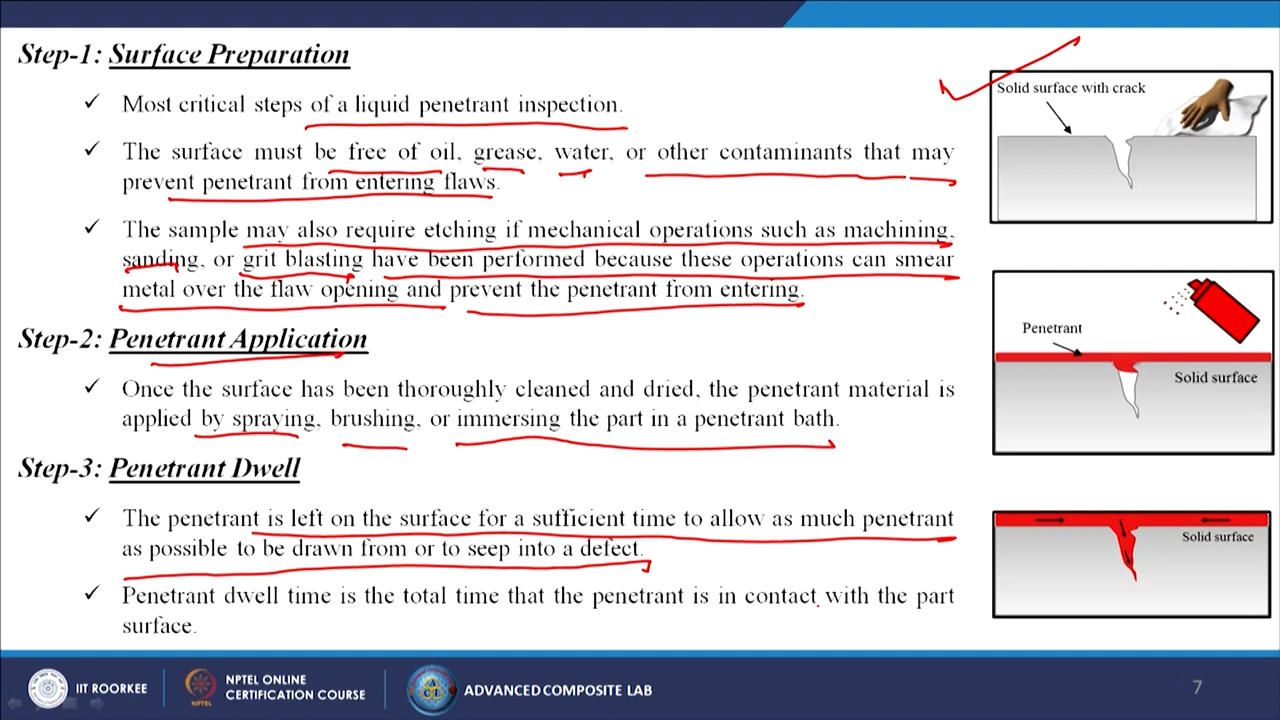 Step-1: Surface Preparation
✓ Most critical steps of a liquid penetrant inspection.
✓ The surface must be free of oil, grease, water, or other contaminants that may
prevent penetrant from entering flaws.
✓ The sample may also require etching if mechanical operations such as machining,
sanding, or grit blasting have been performed because these operations can smear
metal over the flaw opening and prevent the penetrant from entering.
Step-2: Penetrant Application
✓ Once the surface has been thoroughly cleaned and dried, the penetrant material is
applied by spraying, brushing, or immersing the part in a penetrant bath.
Step-3: Penetrant Dwell
✓ The penetrant is left on the surface for a sufficient time to allow as much penetrant
as possible to be drawn from or to seep into a defect.
✓ Penetrant dwell time is the total time that the penetrant is in contact with the part
surface.
Solid surface with crack
Penetrant
Solid surface
Solid surface
IIT ROORKEE
NPTEL
NPTEL ONLINE
CERTIFICATION COURSE
ADVANCED COMPOSITE LAB
7